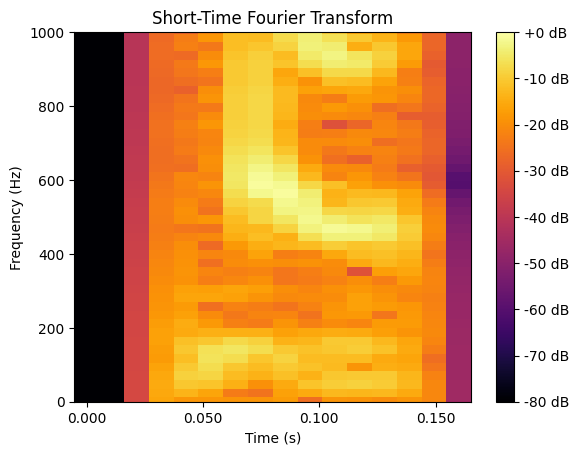 Short-Time Fourier Transform
Frequency (Hz)
1000
800
600
400
200
0
0.000
0.050
0.100
0.150
Time (s)
+0 dB
-10 dB
-20 dB
-30 dB
-40 dB
-50 dB
-60 dB
-70 dB
-80 dB